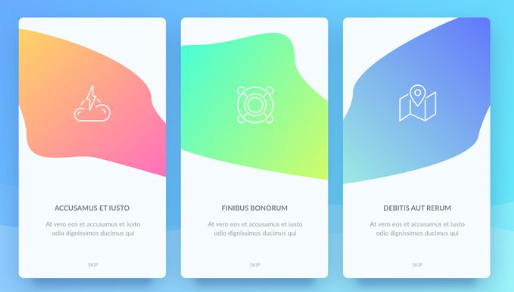 ACCUSAMUS ET IUSTO
At vero eos et accusamus et iusto
odio dignissimos ducimus qui
SKIP
FINIBUS BONORUM
At vero eos et accusamus et iusto
odio dignissimos ducimus qui
SKIP
DEBITIS AUT RERUM
At vero eos et accusamus et iusto
odio dignissimos ducimus qui
SKIP